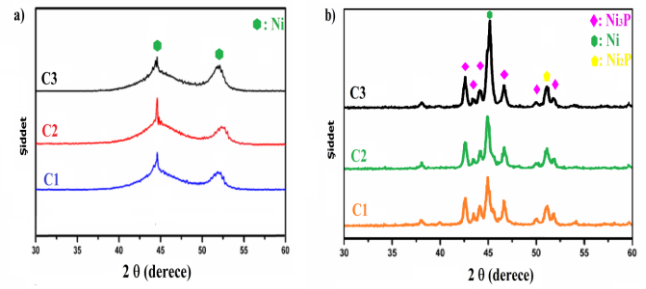 a)
⬢: Ni
C3
C2
C1
Şiddet
30 35 40 45 50 55 60
2 θ (derece)
b)
◆: Ni₃P
⬢: Ni
C3
C2
C1
Şiddet
30 35 40 45 50 55 60
2 θ (derece)